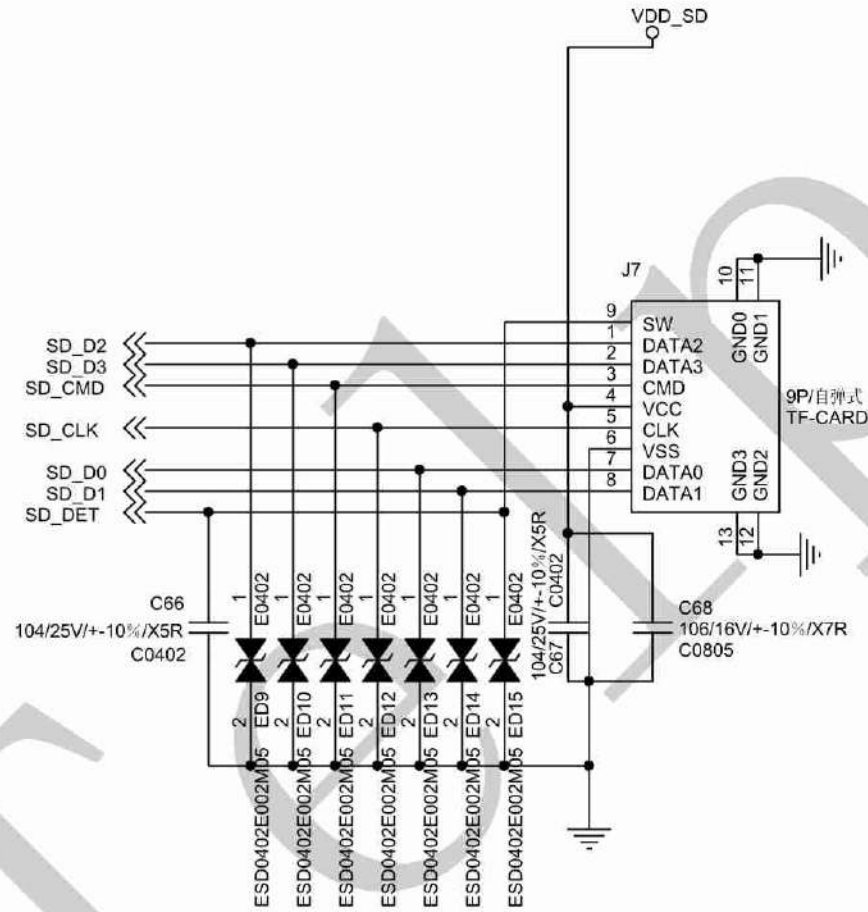 VDD_SD
J7
10
11
GND0
GND1
9
SW
SD_D2
1
DATA2
SD_D3
2
DATA3
SD_CMD
3
CMD
4
VCC
SD_CLK
5
CLK
6
VSS
SD_D0
7
DATA0
SD_D1
8
DATA1
SD_DET
9P/自弹式
TF-CARD
GND3
GND2
13
12
C66
104/25V/+-10%/X5R
C0402
1
E0402
2
ED9
ESD0402E002M05
1
E0402
2
ED10
ESD0402E002M05
1
E0402
2
ED11
ESD0402E002M05
1
E0402
2
ED12
ESD0402E002M05
1
E0402
2
ED13
ESD0402E002M05
1
E0402
2
ED14
ESD0402E002M05
1
E0402
2
ED15
ESD0402E002M05
104/25V/+-10%/X5R
C67
C0402
C68
106/16V/+-10%/X7R
C0805